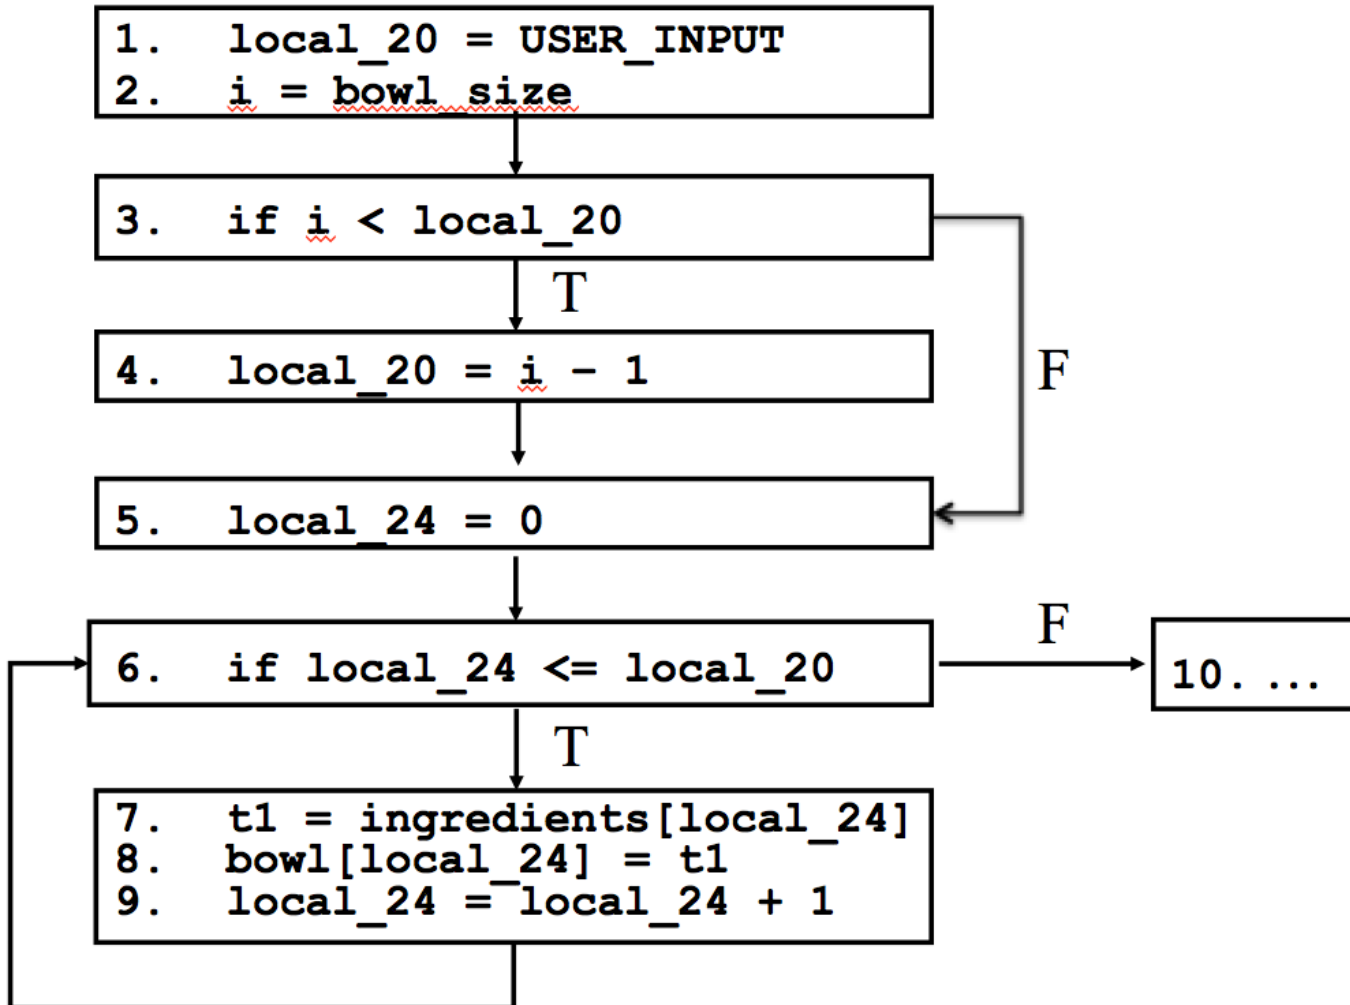 1. local_20 = USER_INPUT
2. i = bowl_size
3. if i < local_20
T
F
4. local_20 = i - 1
5. local_24 = 0
F
6. if local_24 <= local_20
10. ...
T
7. t1 = ingredients[local_24]
8. bowl[local_24] = t1
9. local_24 = local_24 + 1